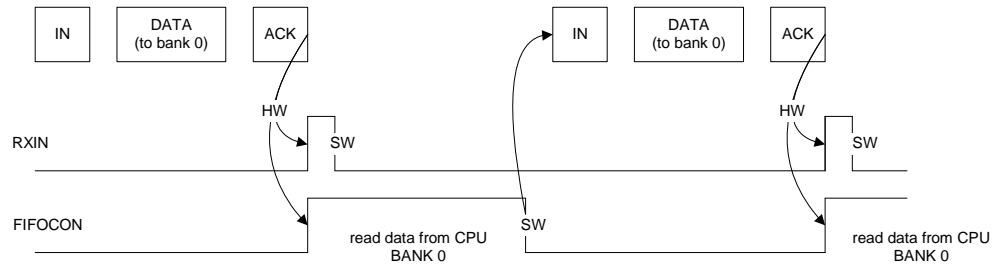 IN
DATA
(to bank 0)
ACK
IN
DATA
(to bank 0)
ACK
HW
HW
RXIN
SW
SW
FIFOCON
SW
read data from CPU
BANK 0
read data from CPU
BANK 0